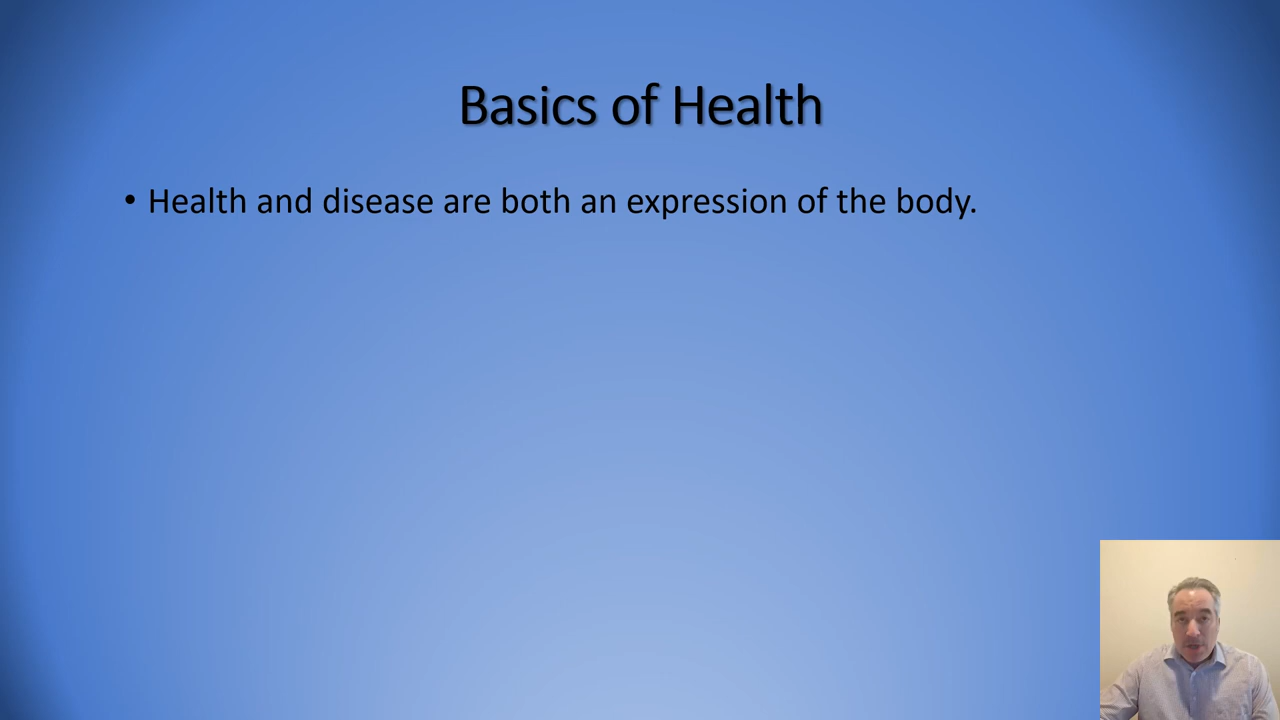 Basics of Health
• Health and disease are both an expression of the body.